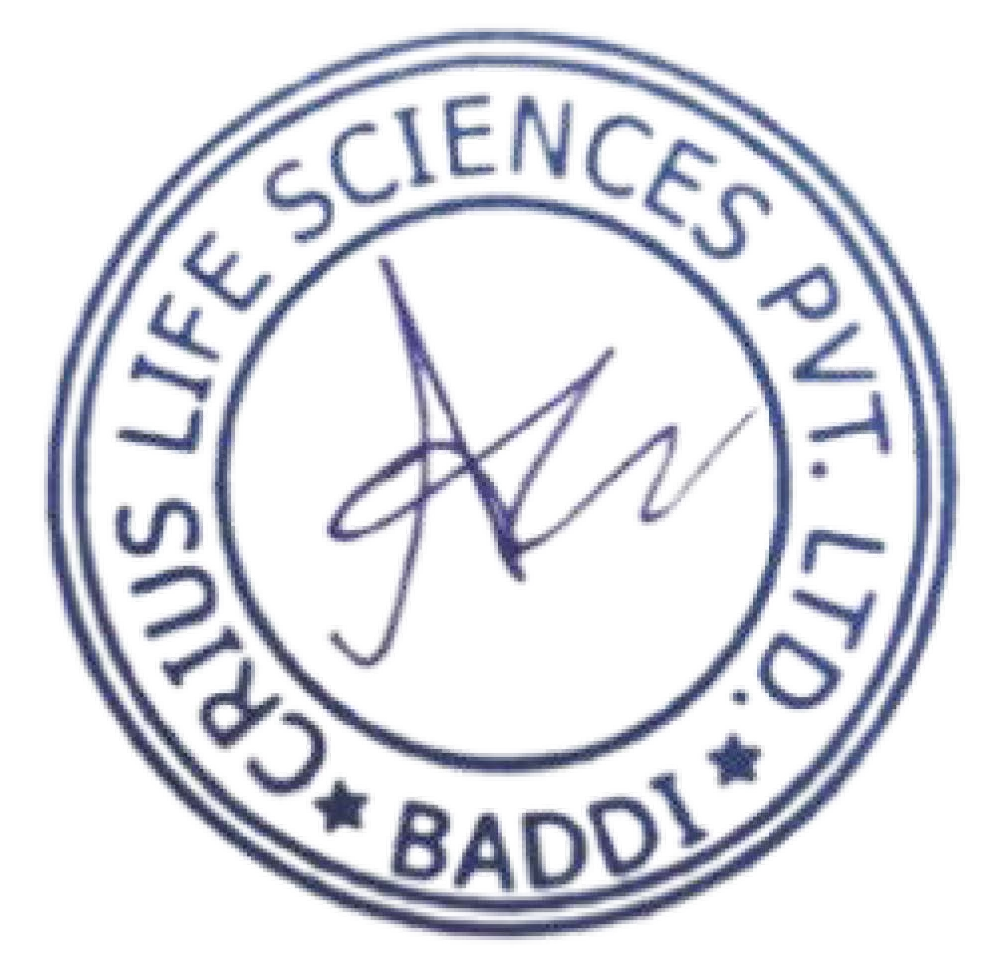 CRIUS LIFE SCIENCES PVT. LTD.
★ BADDI ★